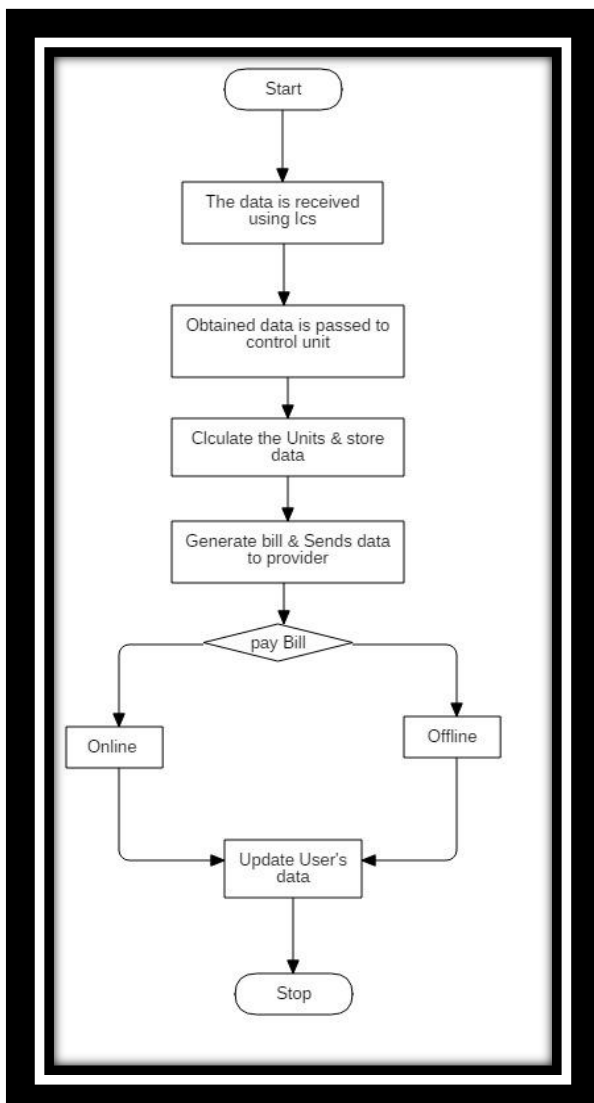 Start
The data is received
using Ics
Obtained data is passed to
control unit
Clculate the Units & store
data
Generate bill & Sends data
to provider
pay Bill
Online
Offline
Update User's
data
Stop